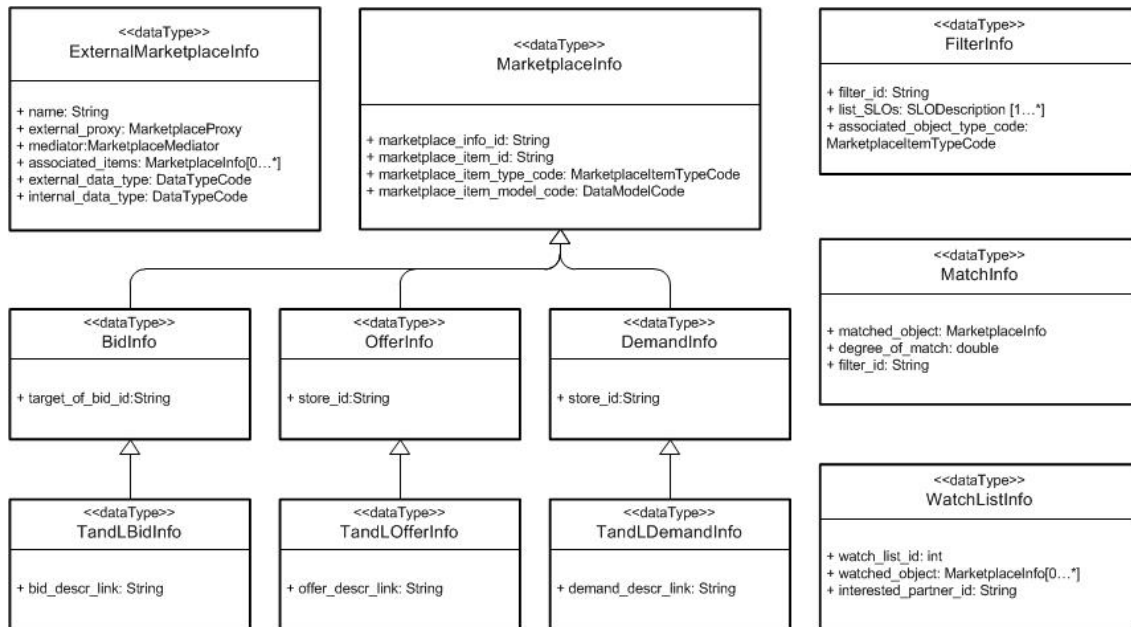 <<dataType>>
ExternalMarketplaceInfo
+ name: String
+ external_proxy: MarketplaceProxy
+ mediator:MarketplaceMediator
+ associated_items: MarketplaceInfo[0...*]
+ external_data_type: DataTypeCode
+ internal_data_type: DataTypeCode
<<dataType>>
MarketplaceInfo
+ marketplace_info_id: String
+ marketplace_item_id: String
+ marketplace_item_type_code: MarketplaceItemTypeCode
+ marketplace_item_model_code: DataModelCode
<<dataType>>
FilterInfo
+ filter_id: String
+ list_SLOs: SLODescription [1...*]
+ associated_object_type_code:
MarketplaceItemTypeCode
<<dataType>>
BidInfo
+ target_of_bid_id:String
<<dataType>>
OfferInfo
+ store_id:String
<<dataType>>
DemandInfo
+ store_id:String
<<dataType>>
MatchInfo
+ matched_object: MarketplaceInfo
+ degree_of_match: double
+ filter_id: String
<<dataType>>
TandLBidInfo
+ bid_descr_link: String
<<dataType>>
TandLOfferInfo
+ offer_descr_link: String
<<dataType>>
TandLDemandInfo
+ demand_descr_link: String
<<dataType>>
WatchListInfo
+ watch_list_id: int
+ watched_object: MarketplaceInfo[0...*]
+ interested_partner_id: String